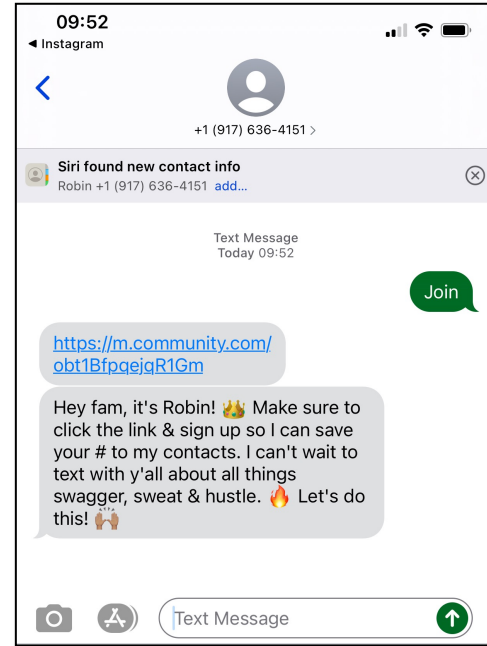 09:52
◀ Instagram
+1 (917) 636-4151 >
Siri found new contact info
Robin +1 (917) 636-4151 add...
Text Message
Today 09:52
Join
https://m.community.com/
obt1BfpqejqR1Gm
Hey fam, it's Robin! 👑 Make sure to
click the link & sign up so I can save
your # to my contacts. I can't wait to
text with y'all about all things
swagger, sweat & hustle. 🔥 Let's do
this! 🙌🏽
Text Message